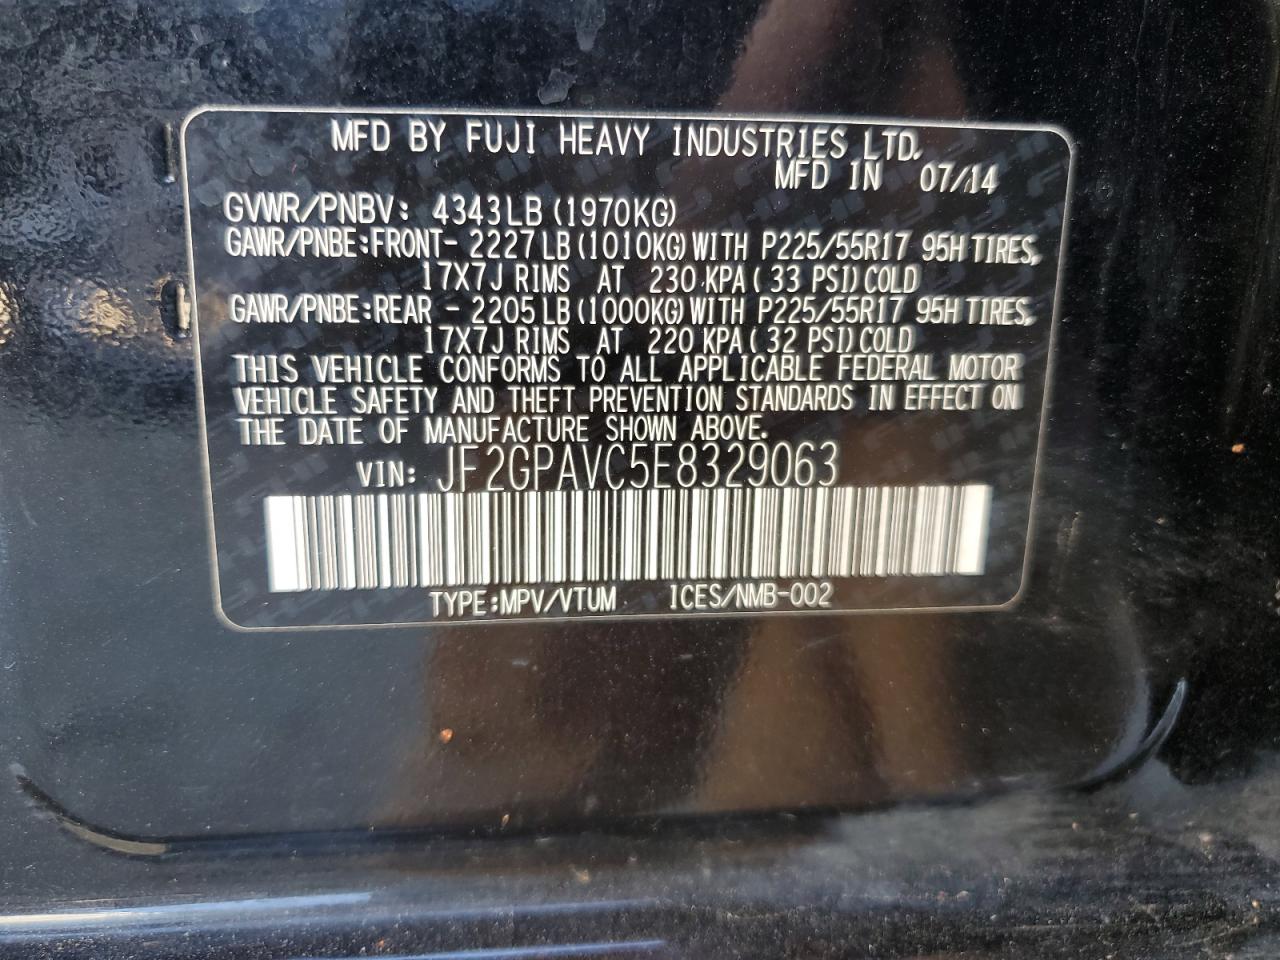 MFD BY FUJI HEAVY INDUSTRIES LTD.
MFD IN 07/14
GVWR/PNBV: 4343LB(1970KG)
GAWR/PNBE:FRONT- 2227LB(1010KG)WITH P225/55R17 95H TIRES,
17X7J RIMS AT 230 KPA( 33 PSI)COLD
GAWR/PNBE:REAR - 2205LB(1000KG)WITH P225/55R17 95H TIRES,
17X7J RIMS AT 220 KPA( 32 PSI)COLD
THIS VEHICLE CONFORMS TO ALL APPLICABLE FEDERAL MOTOR
VEHICLE SAFETY AND THEFT PREVENTION STANDARDS IN EFFECT ON
THE DATE OF MANUFACTURE SHOWN ABOVE.
VIN: JF2GPAVC5E8329063
TYPE:MPV/VTUM ICES/NMB-002